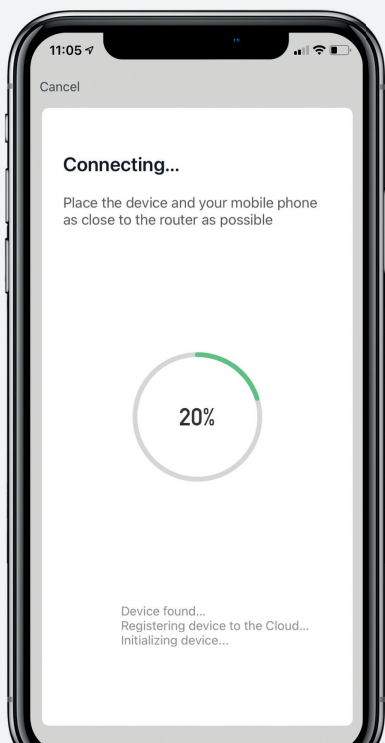 11:05
Cancel
Connecting...
Place the device and your mobile phone
as close to the router as possible
20%
Device found...
Registering device to the Cloud...
Initializing device...